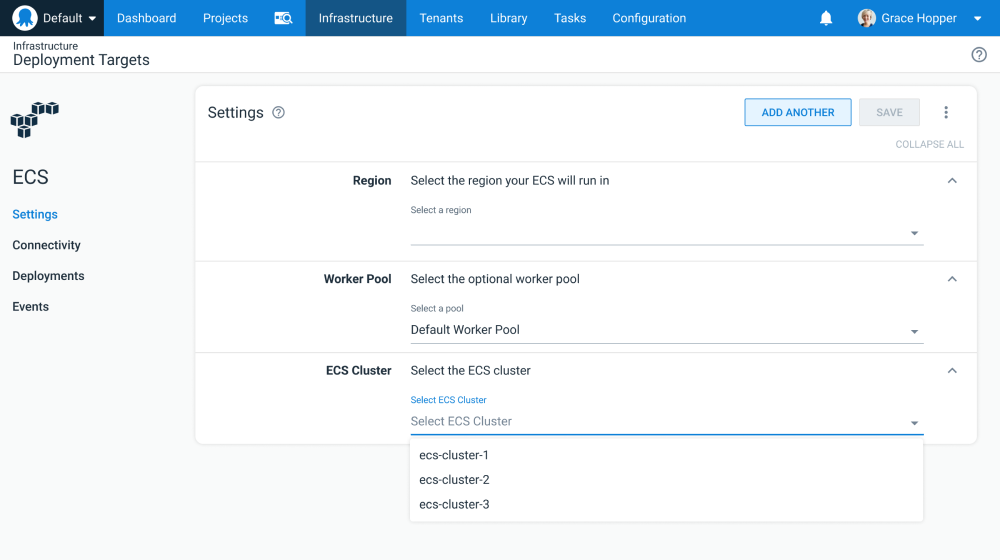 Default Dashboard Projects Infrastructure Tenants Library Tasks Configuration Grace Hopper
Infrastructure
Deployment Targets
ECS
Settings
Connectivity
Deployments
Events
Settings ADD ANOTHER SAVE
COLLAPSE ALL
Region Select the region your ECS will run in
Select a region
Worker Pool Select the optional worker pool
Select a pool
Default Worker Pool
ECS Cluster Select the ECS cluster
Select ECS Cluster
Select ECS Cluster
ecs-cluster-1
ecs-cluster-2
ecs-cluster-3